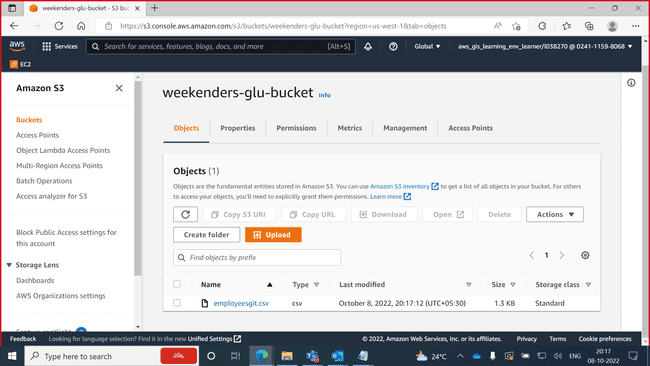 weekenders-glu-bucket - S3 bu
https://s3.console.aws.amazon.com/s3/buckets/weekenders-glu-bucket?region=us-west-1&tab=objects
aws
Services
Search for services, features, blogs, docs, and more
[Alt+S]
Global
aws_gis_learning_env_learner/I038270 @ 0241-1159-8068
EC2
Amazon S3
Buckets
Access Points
Object Lambda Access Points
Multi-Region Access Points
Batch Operations
Access analyzer for S3
Block Public Access settings for
this account
Storage Lens
Dashboards
AWS Organizations settings
weekenders-glu-bucket Info
Objects
Properties
Permissions
Metrics
Management
Access Points
Objects (1)
Objects are the fundamental entities stored in Amazon S3. You can use Amazon S3 inventory to get a list of all objects in your bucket. For others
to access your objects, you'll need to explicitly grant them permissions. Learn more
Copy S3 URI
Copy URL
Download
Open
Delete
Actions
Create folder
Upload
Find objects by prefix
1
Name
Type
Last modified
Size
Storage class
employeesgit.csv
csv
October 8, 2022, 20:17:12 (UTC+05:30)
1.3 KB
Standard
Feedback
Looking for language selection? Find it in the new Unified Settings
© 2022, Amazon Web Services, Inc. or its affiliates.
Privacy
Terms
Cookie preferences
Type here to search
24°C
ENG
20:17
08-10-2022